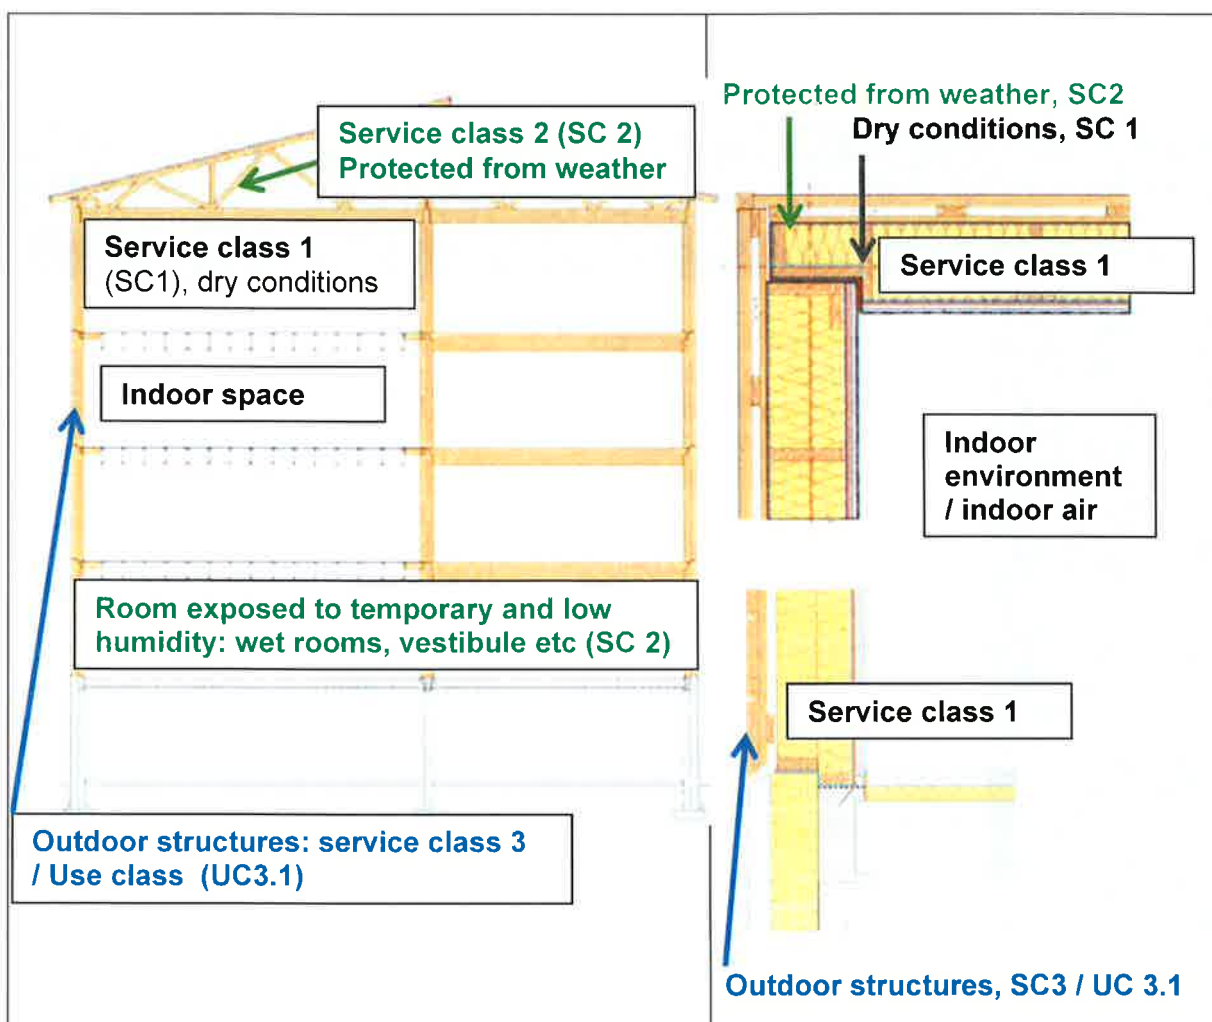 Service class 2 (SC 2)
Protected from weather
Service class 1
(SC1), dry conditions
Indoor space
Room exposed to temporary and low
humidity: wet rooms, vestibule etc (SC 2)
Outdoor structures: service class 3
/ Use class  (UC3.1)
Protected from weather, SC2
Dry conditions, SC 1
Service class 1
Indoor
environment
/ indoor air
Service class 1
Outdoor structures, SC3 / UC 3.1